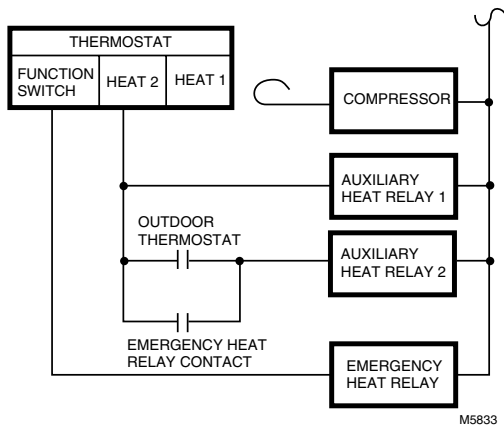 THERMOSTAT
FUNCTION
SWITCH
HEAT 2
HEAT 1
COMPRESSOR
AUXILIARY
HEAT RELAY 1
OUTDOOR
THERMOSTAT
AUXILIARY
HEAT RELAY 2
EMERGENCY HEAT
RELAY CONTACT
EMERGENCY
HEAT RELAY
M5833